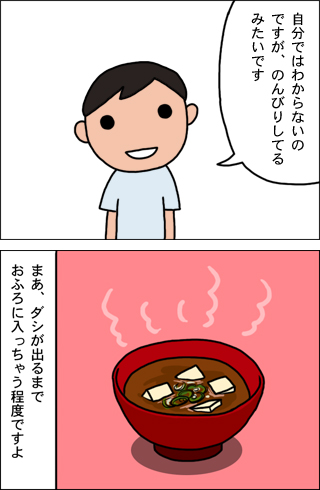 自分ではわからないの
ですが、のんびりしてる
みたいです
まあ、ダシが出るまで
おふろに入っちゃう程度ですよ